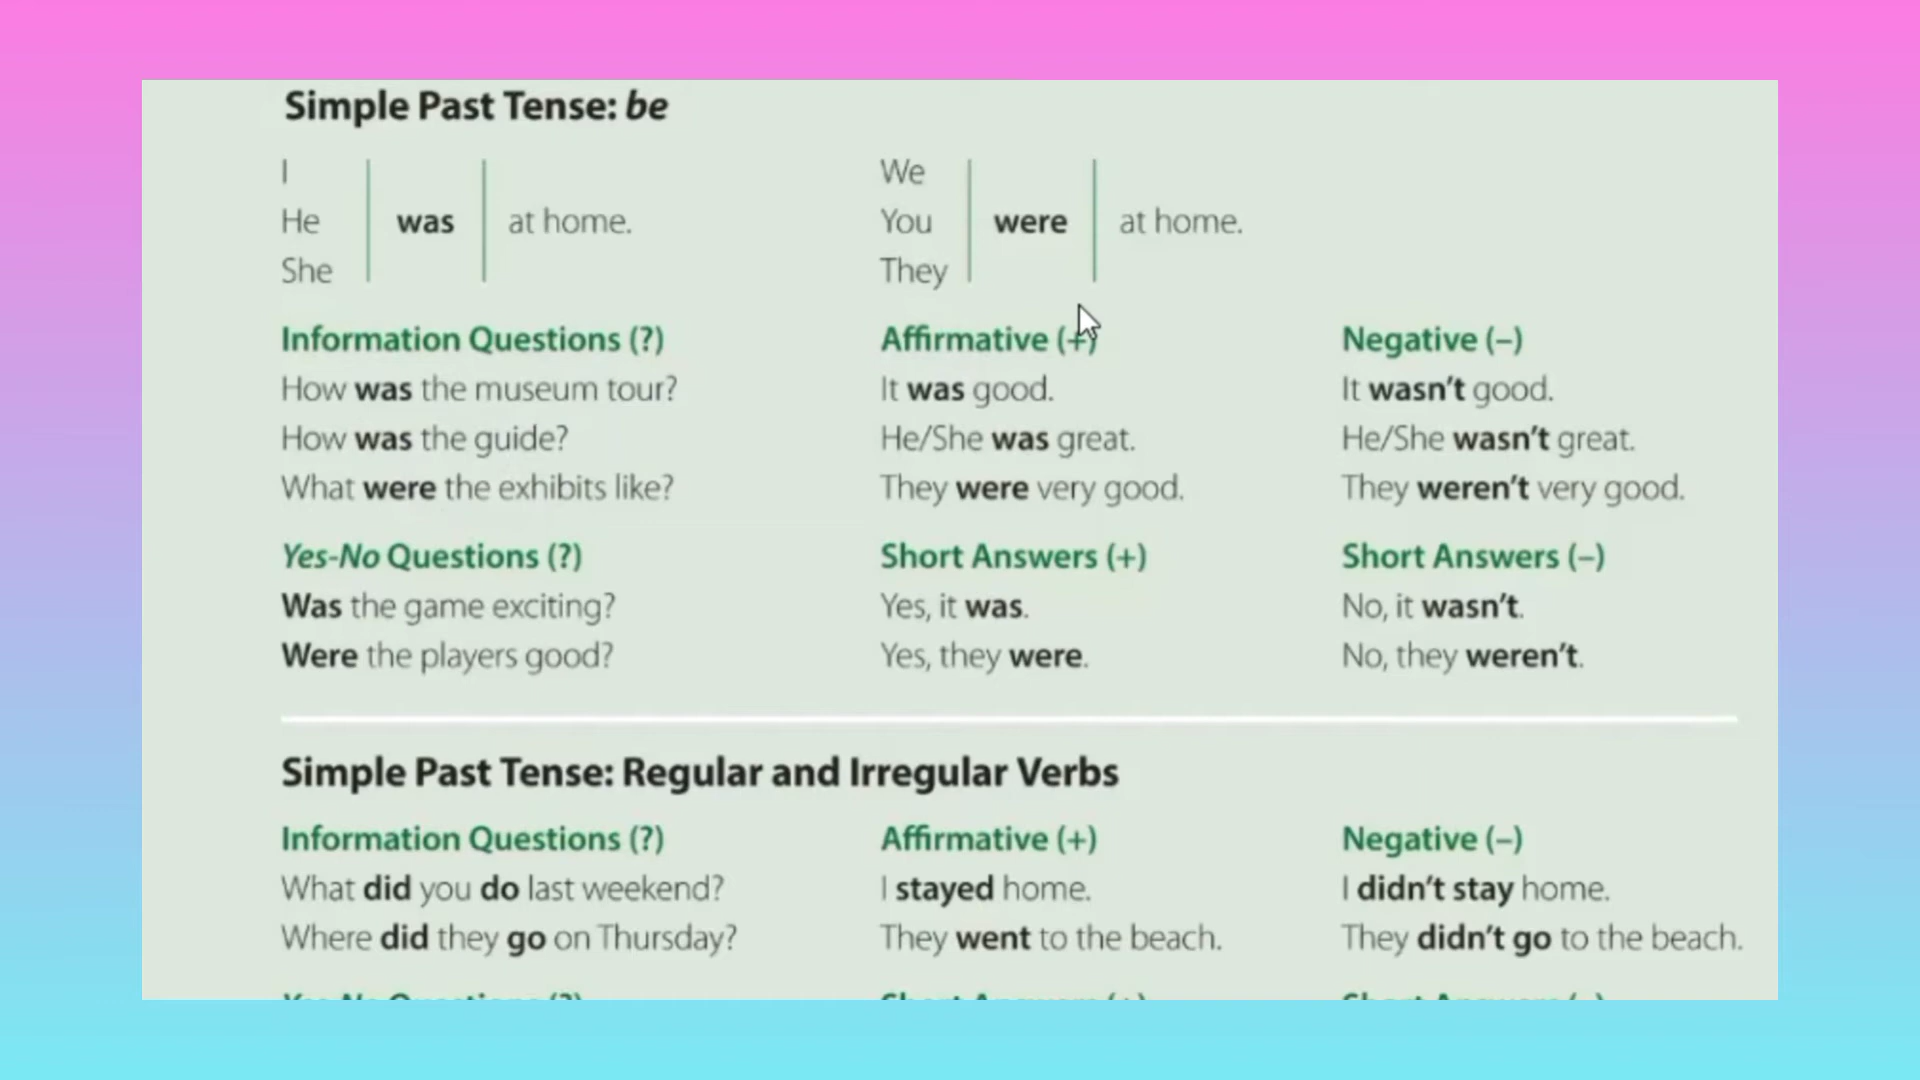 Simple Past Tense: be
I
He was at home.
She
We
You were at home.
They
Information Questions (?)
How was the museum tour?
How was the guide?
What were the exhibits like?
Affirmative (+)
It was good.
He/She was great.
They were very good.
Negative (–)
It wasn't good.
He/She wasn't great.
They weren't very good.
Yes-No Questions (?)
Was the game exciting?
Were the players good?
Short Answers (+)
Yes, it was.
Yes, they were.
Short Answers (–)
No, it wasn't.
No, they weren't.
Simple Past Tense: Regular and Irregular Verbs
Information Questions (?)
What did you do last weekend?
Where did they go on Thursday?
Affirmative (+)
I stayed home.
They went to the beach.
Negative (–)
I didn't stay home.
They didn't go to the beach.